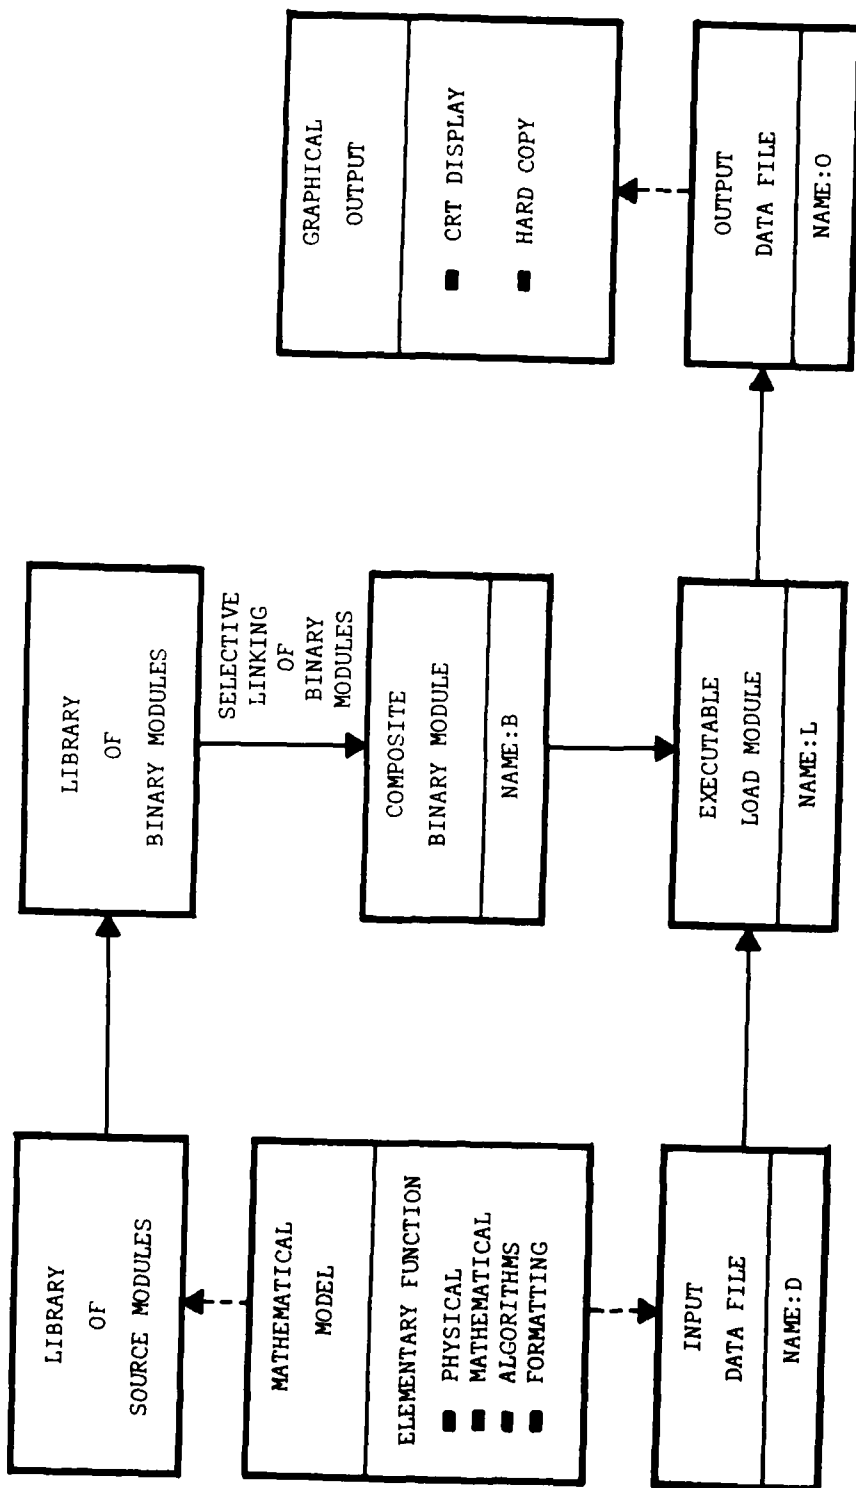 LIBRARY
OF
SOURCE MODULES
MATHEMATICAL
MODEL
ELEMENTARY FUNCTION
PHYSICAL
MATHEMATICAL
ALGORITHMS
FORMATTING
INPUT
DATA FILE
NAME:D
LIBRARY
OF
BINARY MODULES
SELECTIVE
LINKING
OF
BINARY
MODULES
COMPOSITE
BINARY MODULE
NAME:B
EXECUTABLE
LOAD MODULE
NAME:L
GRAPHICAL
OUTPUT
CRT DISPLAY
HARD COPY
OUTPUT
DATA FILE
NAME:O